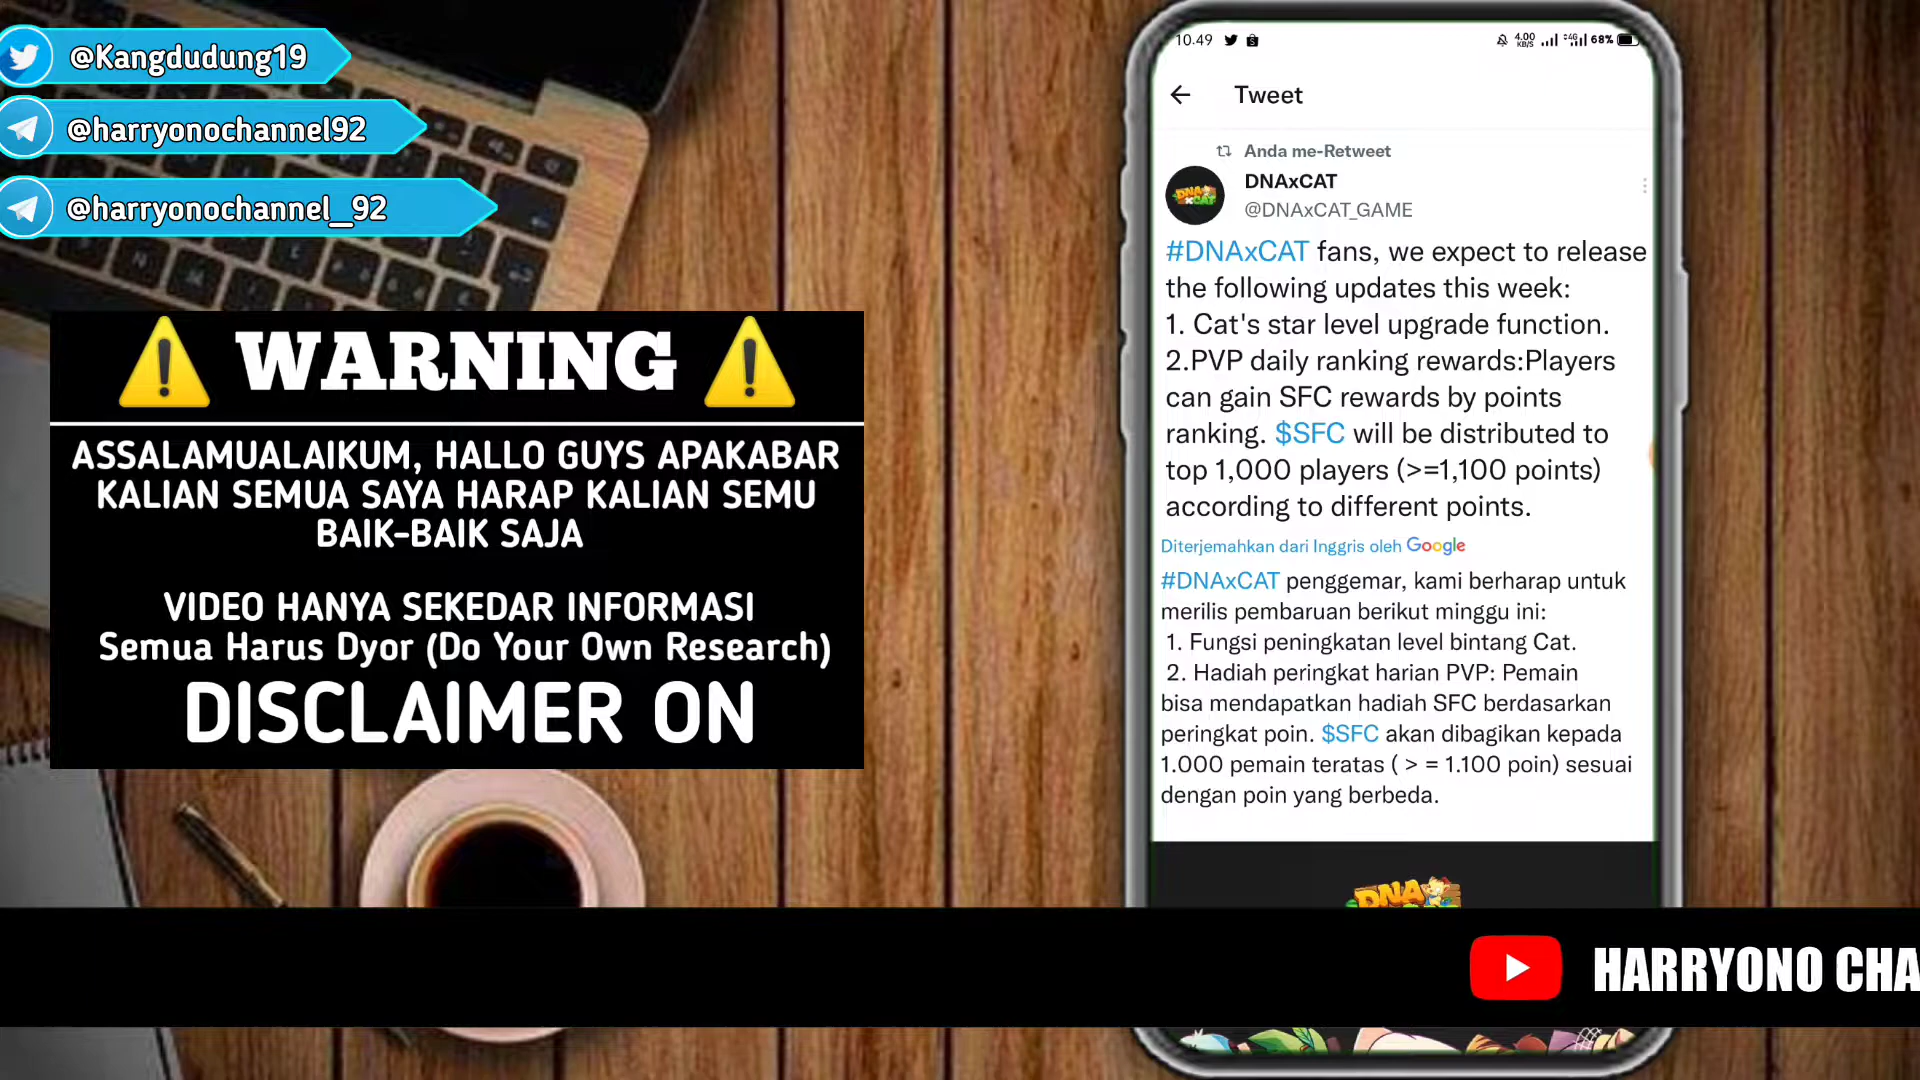 @Kangdudung19
@harryonochannel92
@harryonochannel_92
WARNING
ASSALAMUALAIKUM, HALLO GUYS APAKABAR
KALIAN SEMUA SAYA HARAP KALIAN SEMU
BAIK-BAIK SAJA
VIDEO HANYA SEKEDAR INFORMASI
Semua Harus Dyor (Do Your Own Research)
DISCLAIMER ON
10.49
4.00
KB/S
4G
68%
Tweet
Anda me-Retweet
DNAxCAT
DNAxCAT
@DNAxCAT_GAME
#DNAxCAT fans, we expect to release
the following updates this week:
1. Cat's star level upgrade function.
2.PVP daily ranking rewards:Players
can gain SFC rewards by points
ranking. $SFC will be distributed to
top 1,000 players (>=1,100 points)
according to different points.
Diterjemahkan dari Inggris oleh Google
#DNAxCAT penggemar, kami berharap untuk
merilis pembaruan berikut minggu ini:
1. Fungsi peningkatan level bintang Cat.
2. Hadiah peringkat harian PVP: Pemain
bisa mendapatkan hadiah SFC berdasarkan
peringkat poin. $SFC akan dibagikan kepada
1.000 pemain teratas ( > = 1.100 poin) sesuai
dengan poin yang berbeda.
DNA
HARRYONO CHA